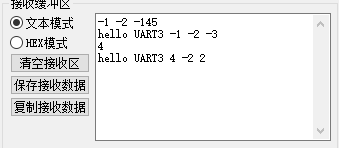 接收缓冲区
文本模式
HEX模式
清空接收区
保存接收数据
复制接收数据
-1 -2 -145
hello UART3 -1 -2 -3
4
hello UART3 4 -2 2